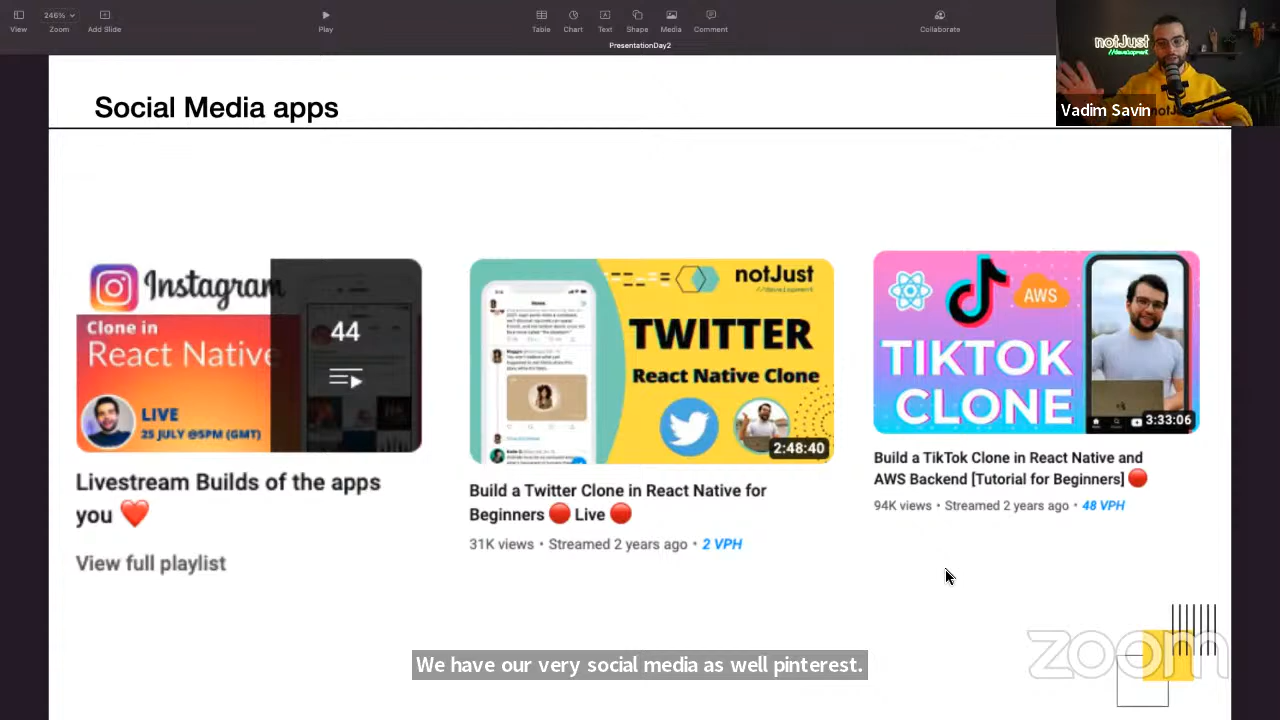 View
246%
Zoom
Add Slide
Play
Table
Chart
Text
Shape
Media
Comment
Collaborate
PresentationDay2
notJust
//development
Vadim Savin
Social Media apps
Instagram
Clone in
React Native
LIVE
25 JULY @5PM (GMT)
44
Livestream Builds of the apps
you ❤️
View full playlist
Home
notJust
//development
TWITTER
React Native Clone
2:48:40
Build a Twitter Clone in React Native for
Beginners 🔴 Live 🔴
31K views • Streamed 2 years ago • 2 VPH
AWS
TIKTOK
CLONE
3:33:06
Build a TikTok Clone in React Native and
AWS Backend [Tutorial for Beginners] 🔴
94K views • Streamed 2 years ago • 48 VPH
We have our very social media as well pinterest.
zoom